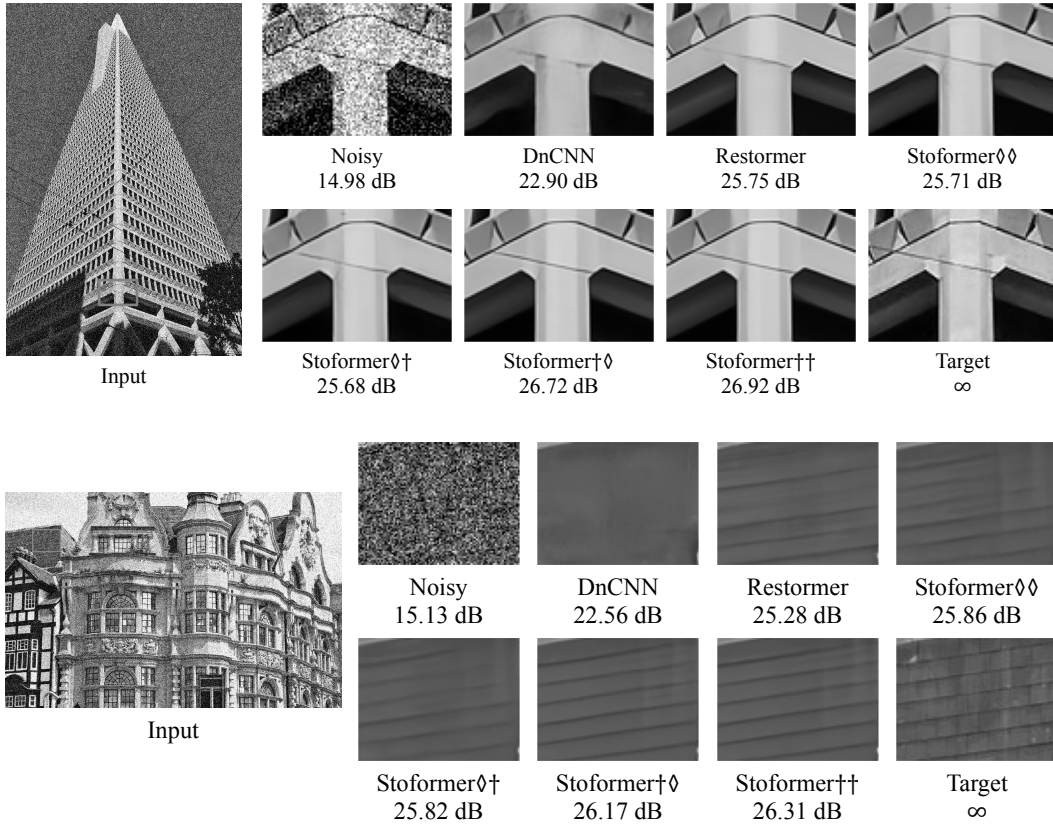 Noisy
14.98 dB
DnCNN
22.90 dB
Restormer
25.75 dB
Stoformer◊◊
25.71 dB
Input
Stoformer◊†
25.68 dB
Stoformer†◊
26.72 dB
Stoformer††
26.92 dB
Target
∞
Noisy
15.13 dB
DnCNN
22.56 dB
Restormer
25.28 dB
Stoformer◊◊
25.86 dB
Input
Stoformer◊†
25.82 dB
Stoformer†◊
26.17 dB
Stoformer††
26.31 dB
Target
∞